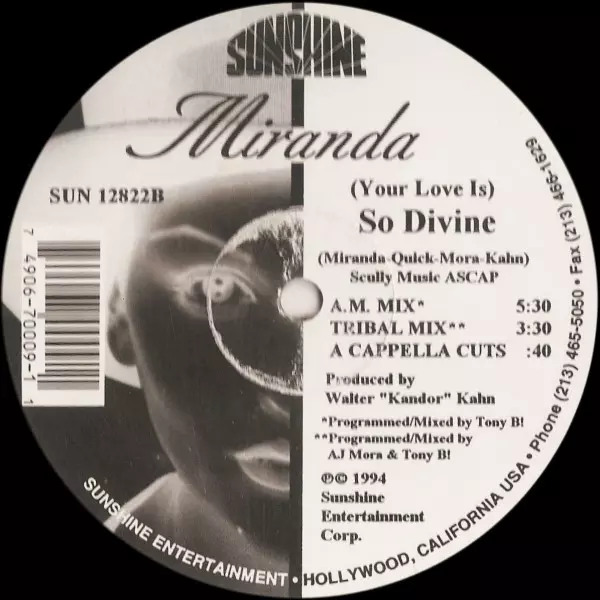 SUNSHINE
Miranda
SUN 12822B
(Your Love Is)
So Divine
(Miranda-Quick-Mora-Kahn)
Scully Music ASCAP
A.M. MIX* 5:30
TRIBAL MIX** 3:30
A CAPPELLA CUTS :40
Produced by
Walter "Kandor" Kahn
*Programmed/Mixed by Tony B!
**Programmed/Mixed by
AJ Mora & Tony B!
℗© 1994
Sunshine
Entertainment
Corp.
7 4906-70009-1 1
SUNSHINE ENTERTAINMENT • HOLLYWOOD, CALIFORNIA USA • Phone (213) 465-5050 • Fax (213) 466-1629